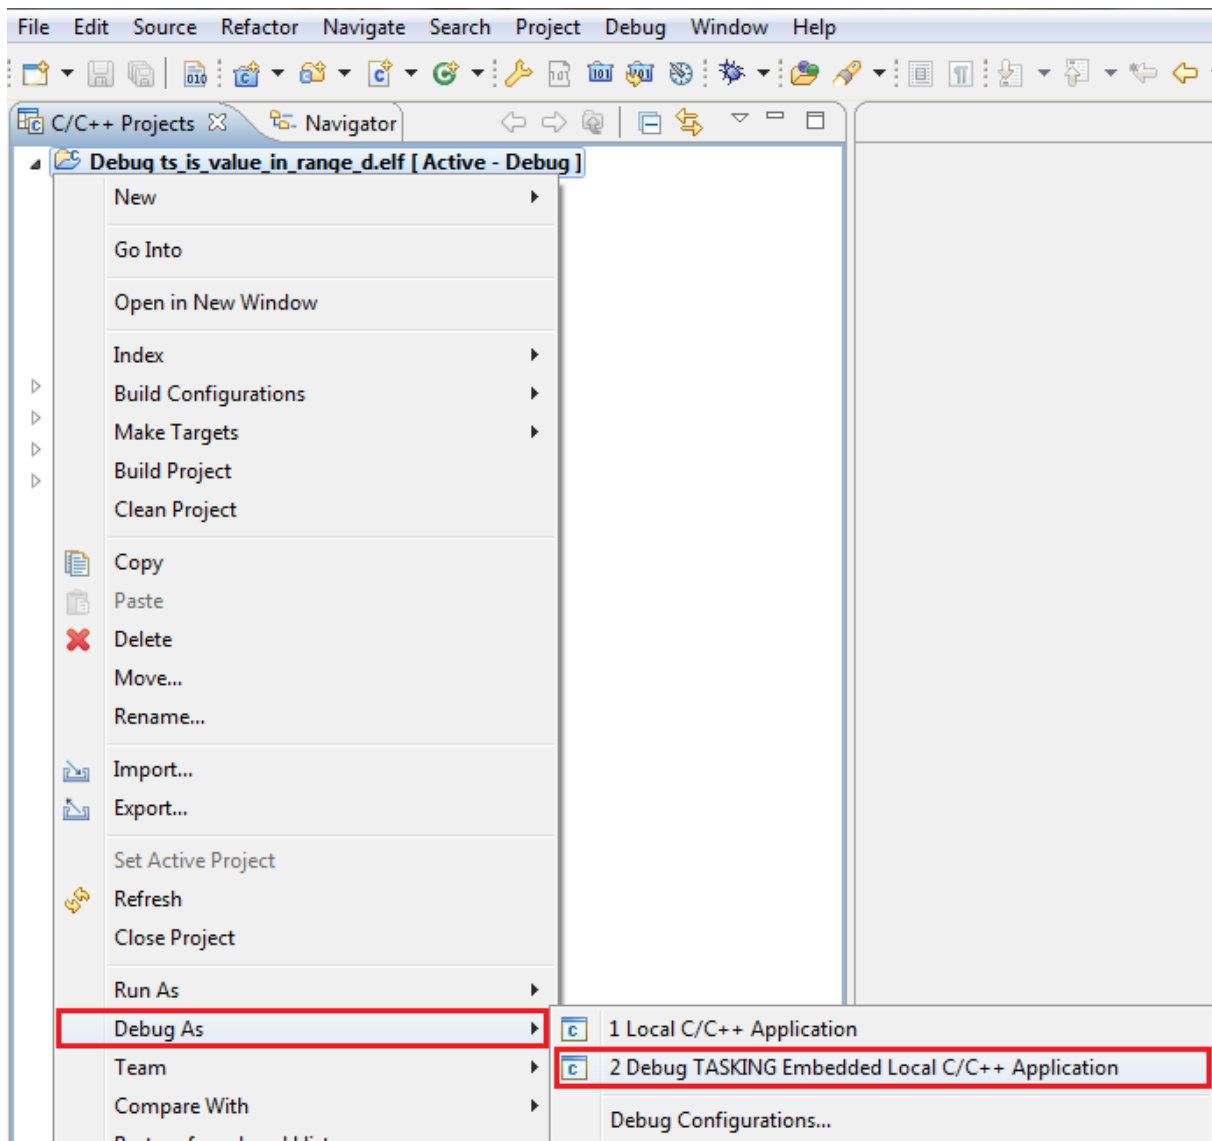 File Edit Source Refactor Navigate Search Project Debug Window Help
C/C++ Projects Navigator
Debug ts_is_value_in_range_d.elf [ Active - Debug ]
New
Go Into
Open in New Window
Index
Build Configurations
Make Targets
Build Project
Clean Project
Copy
Paste
Delete
Move...
Rename...
Import...
Export...
Set Active Project
Refresh
Close Project
Run As
Debug As
1 Local C/C++ Application
Team
2 Debug TASKING Embedded Local C/C++ Application
Compare With
Debug Configurations...